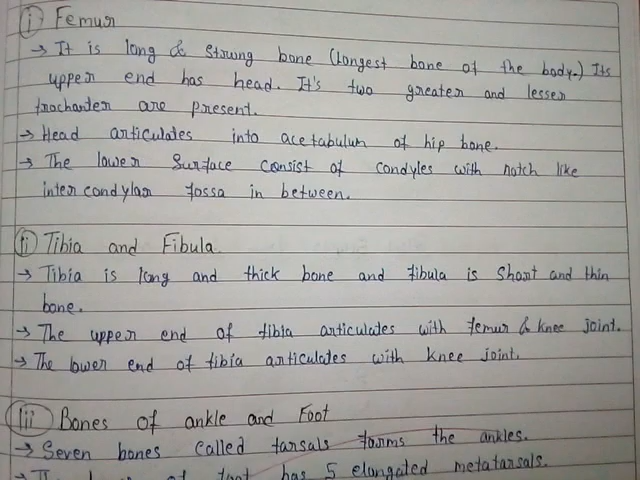 i) Femur
→ It is long & strong bone (longest bone of the body.) Its
upper end has head. It's two greater and lesser
trochanter are present.
→ Head articulates into acetabulum of hip bone.
→ The lower surface consist of condyles with notch like
inter condylar fossa in between.
ii) Tibia and Fibula
→ Tibia is long and thick bone and fibula is short and thin
bone.
→ The upper end of tibia articulates with femur & knee joint.
→ The lower end of tibia articulates with knee joint.
iii) Bones of ankle and Foot
→ Seven bones called tarsals forms the ankles.
→ of foot has 5 elongated metatarsals.